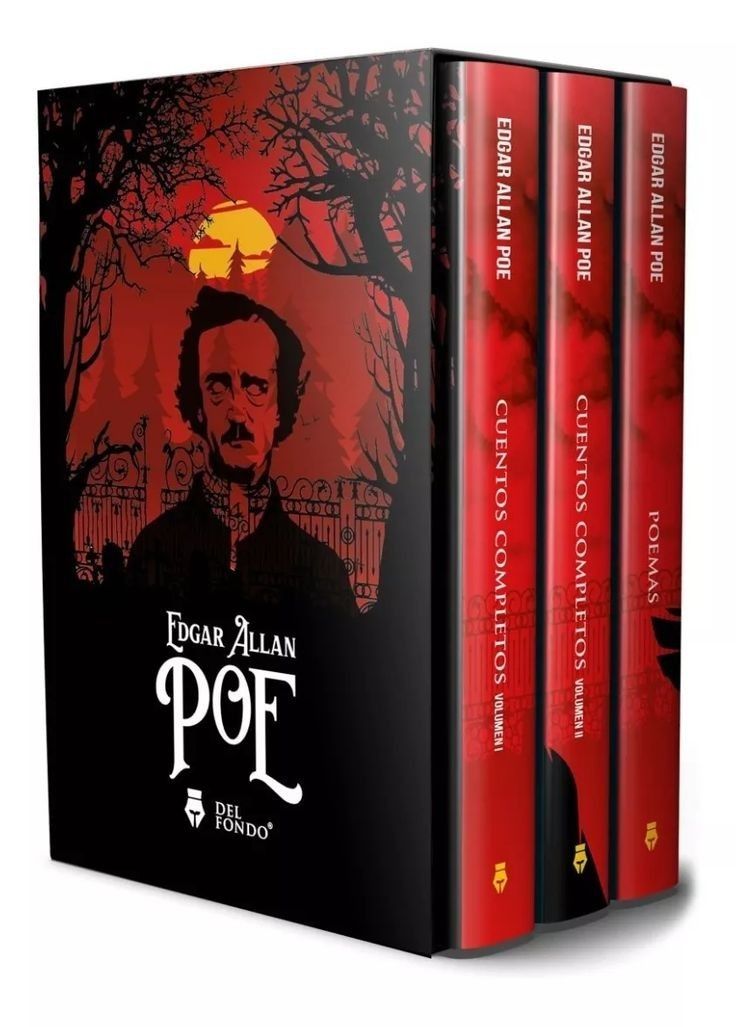 EDGAR ALLAN
POE
DEL
FONDO®
EDGAR ALLAN POE
CUENTOS COMPLETOS VOLUMEN I
EDGAR ALLAN POE
CUENTOS COMPLETOS VOLUMEN II
EDGAR ALLAN POE
POEMAS